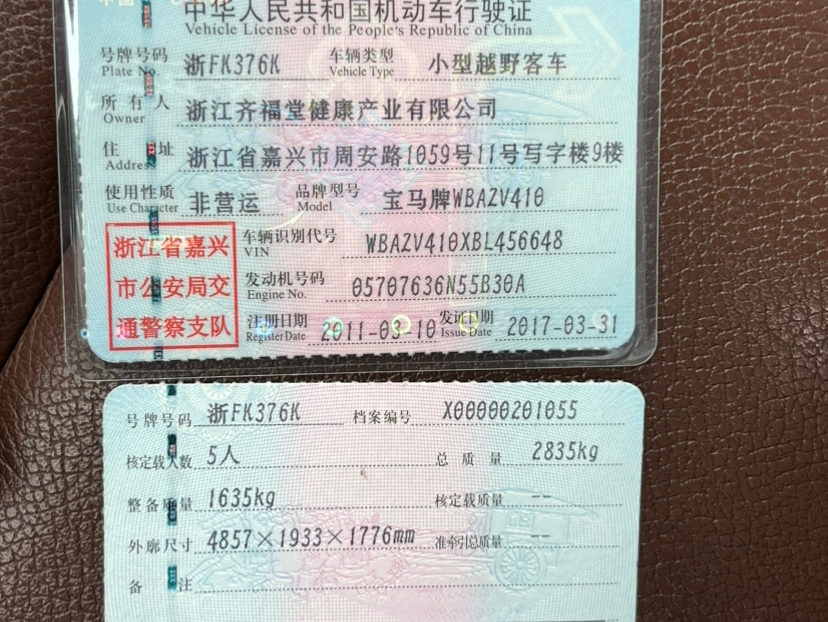 中华人民共和国机动车行驶证
Vehicle License of the People's Republic of China
号牌号码 浙FK376K 车辆类型 小型越野客车
Plate No. Vehicle Type
所有人 浙江齐福堂健康产业有限公司
Owner
住址 浙江省嘉兴市周安路1059号11号写字楼9楼
Address
使用性质 非营运 品牌型号 宝马牌WBAZV410
Use Character Model
浙江省嘉兴 车辆识别代号 WBAZV410XBL456648
VIN
市公安局交 发动机号码 05707636N55B30A
Engine No.
通警察支队 注册日期 2011-03-10 发证日期 2017-03-31
Register Date Issue Date
号牌号码 浙FK376K 档案编号 X00000201055
核定载人数 5人 总质量 2835kg
整备质量 1635kg 核定载质量 --
外廓尺寸 4857×1933×1776mm 准牵引总质量 --
备注